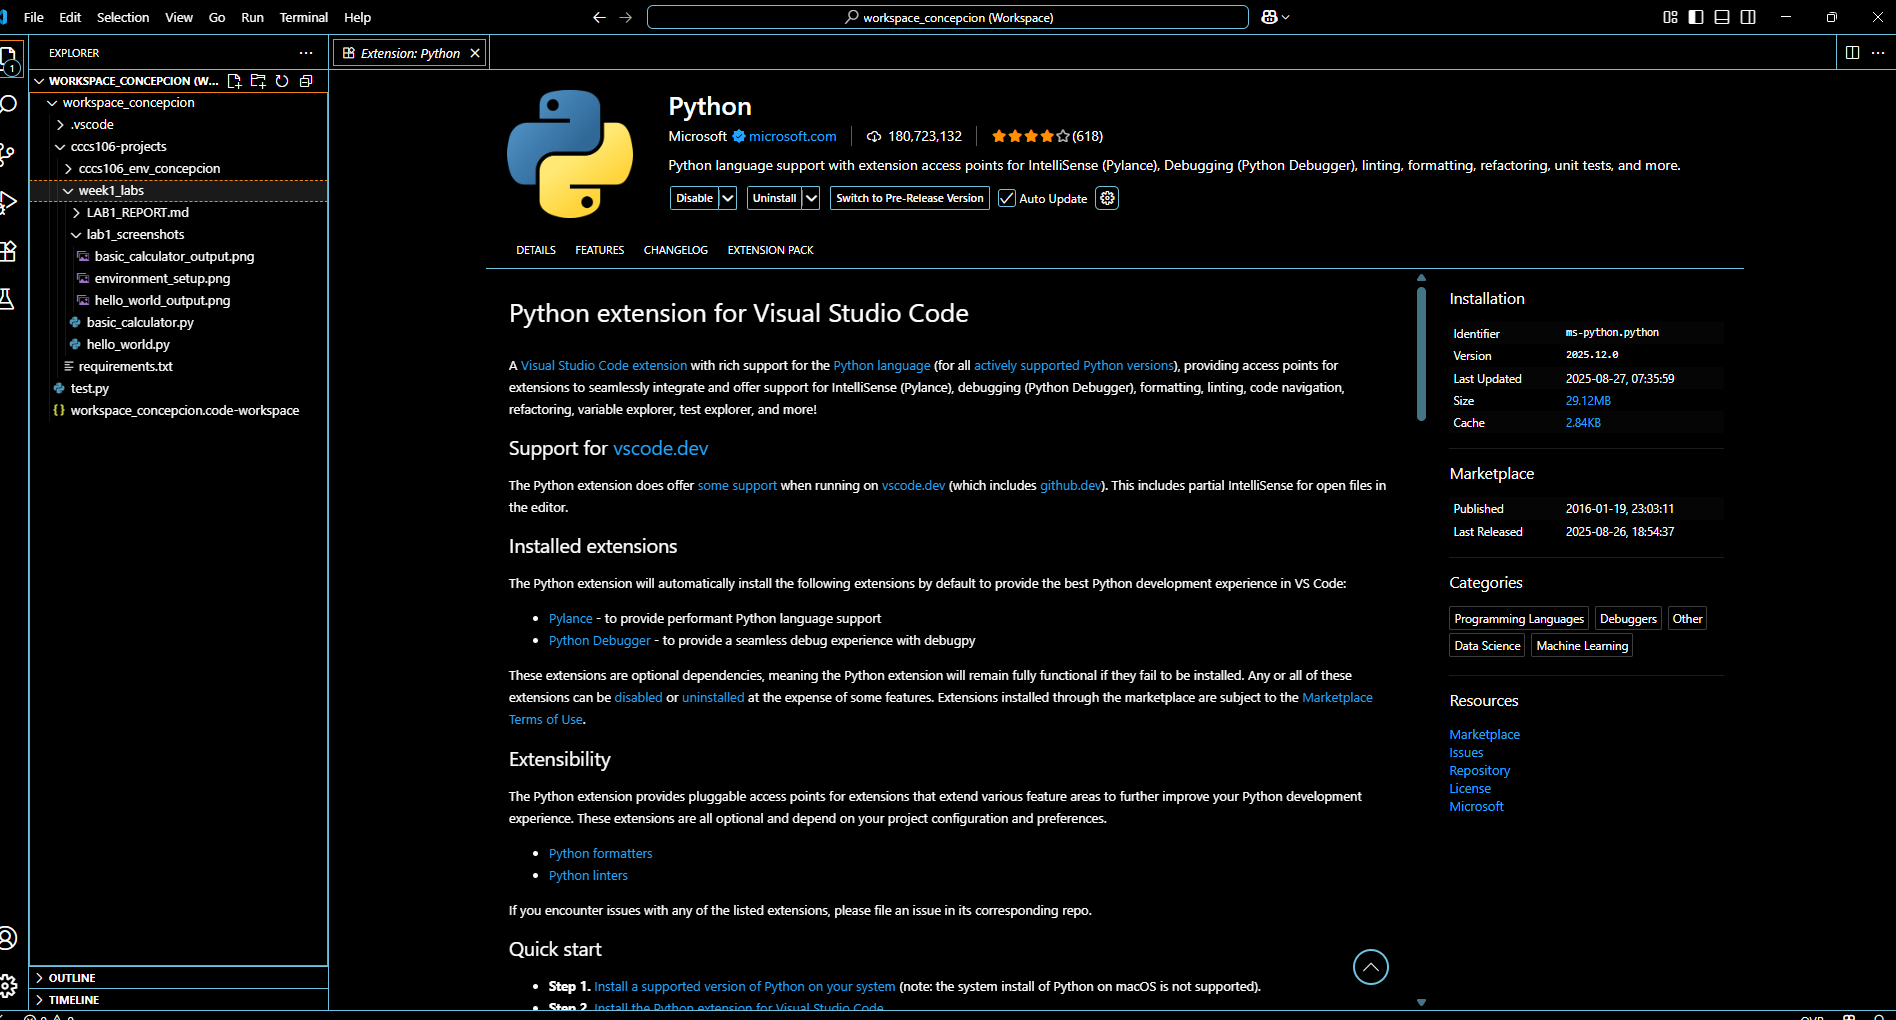 File Edit Selection View Go Run Terminal Help
workspace_concepcion (Workspace)
EXPLORER
1
WORKSPACE_CONCEPCION (W...
workspace_concepcion
.vscode
cccs106-projects
cccs106_env_concepcion
week1_labs
LAB1_REPORT.md
lab1_screenshots
basic_calculator_output.png
environment_setup.png
hello_world_output.png
basic_calculator.py
hello_world.py
requirements.txt
test.py
workspace_concepcion.code-workspace
OUTLINE
TIMELINE
Extension: Python
Python
Microsoft microsoft.com 180,723,132 (618)
Python language support with extension access points for IntelliSense (Pylance), Debugging (Python Debugger), linting, formatting, refactoring, unit tests, and more.
Disable Uninstall Switch to Pre-Release Version Auto Update
DETAILS FEATURES CHANGELOG EXTENSION PACK
Python extension for Visual Studio Code
A Visual Studio Code extension with rich support for the Python language (for all actively supported Python versions), providing access points for
extensions to seamlessly integrate and offer support for IntelliSense (Pylance), debugging (Python Debugger), formatting, linting, code navigation,
refactoring, variable explorer, test explorer, and more!
Support for vscode.dev
The Python extension does offer some support when running on vscode.dev (which includes github.dev). This includes partial IntelliSense for open files in
the editor.
Installed extensions
The Python extension will automatically install the following extensions by default to provide the best Python development experience in VS Code:
• Pylance - to provide performant Python language support
• Python Debugger - to provide a seamless debug experience with debugpy
These extensions are optional dependencies, meaning the Python extension will remain fully functional if they fail to be installed. Any or all of these
extensions can be disabled or uninstalled at the expense of some features. Extensions installed through the marketplace are subject to the Marketplace
Terms of Use.
Extensibility
The Python extension provides pluggable access points for extensions that extend various feature areas to further improve your Python development
experience. These extensions are all optional and depend on your project configuration and preferences.
• Python formatters
• Python linters
If you encounter issues with any of the listed extensions, please file an issue in its corresponding repo.
Quick start
• Step 1. Install a supported version of Python on your system (note: the system install of Python on macOS is not supported).
• Step 2. Install the Python extension for Visual Studio Code.
Installation
Identifier ms-python.python
Version 2025.12.0
Last Updated 2025-08-27, 07:35:59
Size 29.12MB
Cache 2.84KB
Marketplace
Published 2016-01-19, 23:03:11
Last Released 2025-08-26, 18:54:37
Categories
Programming Languages Debuggers Other
Data Science Machine Learning
Resources
Marketplace
Issues
Repository
License
Microsoft